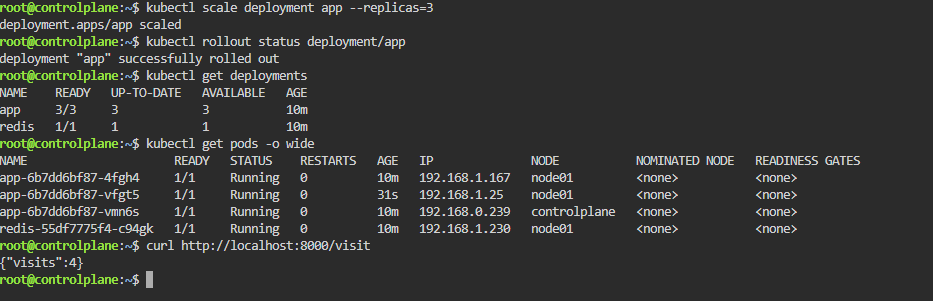 root@controlplane:~$ kubectl scale deployment app --replicas=3
deployment.apps/app scaled
root@controlplane:~$ kubectl rollout status deployment/app
deployment "app" successfully rolled out
root@controlplane:~$ kubectl get deployments
NAME    READY   UP-TO-DATE   AVAILABLE   AGE
app     3/3     3            3           10m
redis   1/1     1            1           10m
root@controlplane:~$ kubectl get pods -o wide
NAME                     READY   STATUS    RESTARTS   AGE   IP              NODE           NOMINATED NODE   READINESS GATES
app-6b7dd6bf87-4fgh4     1/1     Running   0          10m   192.168.1.167   node01         <none>           <none>
app-6b7dd6bf87-vfgt5     1/1     Running   0          31s   192.168.1.25    node01         <none>           <none>
app-6b7dd6bf87-vmn6s     1/1     Running   0          10m   192.168.0.239   controlplane   <none>           <none>
redis-55df7775f4-c94gk   1/1     Running   0          10m   192.168.1.230   node01         <none>           <none>
root@controlplane:~$ curl http://localhost:8000/visit
{"visits":4}
root@controlplane:~$